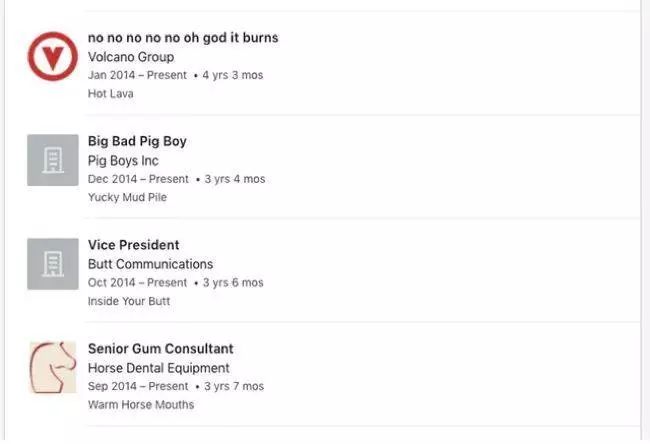 no no no no no oh god it burns
Volcano Group
Jan 2014 – Present • 4 yrs 3 mos
Hot Lava
Big Bad Pig Boy
Pig Boys Inc
Dec 2014 – Present • 3 yrs 4 mos
Yucky Mud Pile
Vice President
Butt Communications
Oct 2014 – Present • 3 yrs 6 mos
Inside Your Butt
Senior Gum Consultant
Horse Dental Equipment
Sep 2014 – Present • 3 yrs 7 mos
Warm Horse Mouths